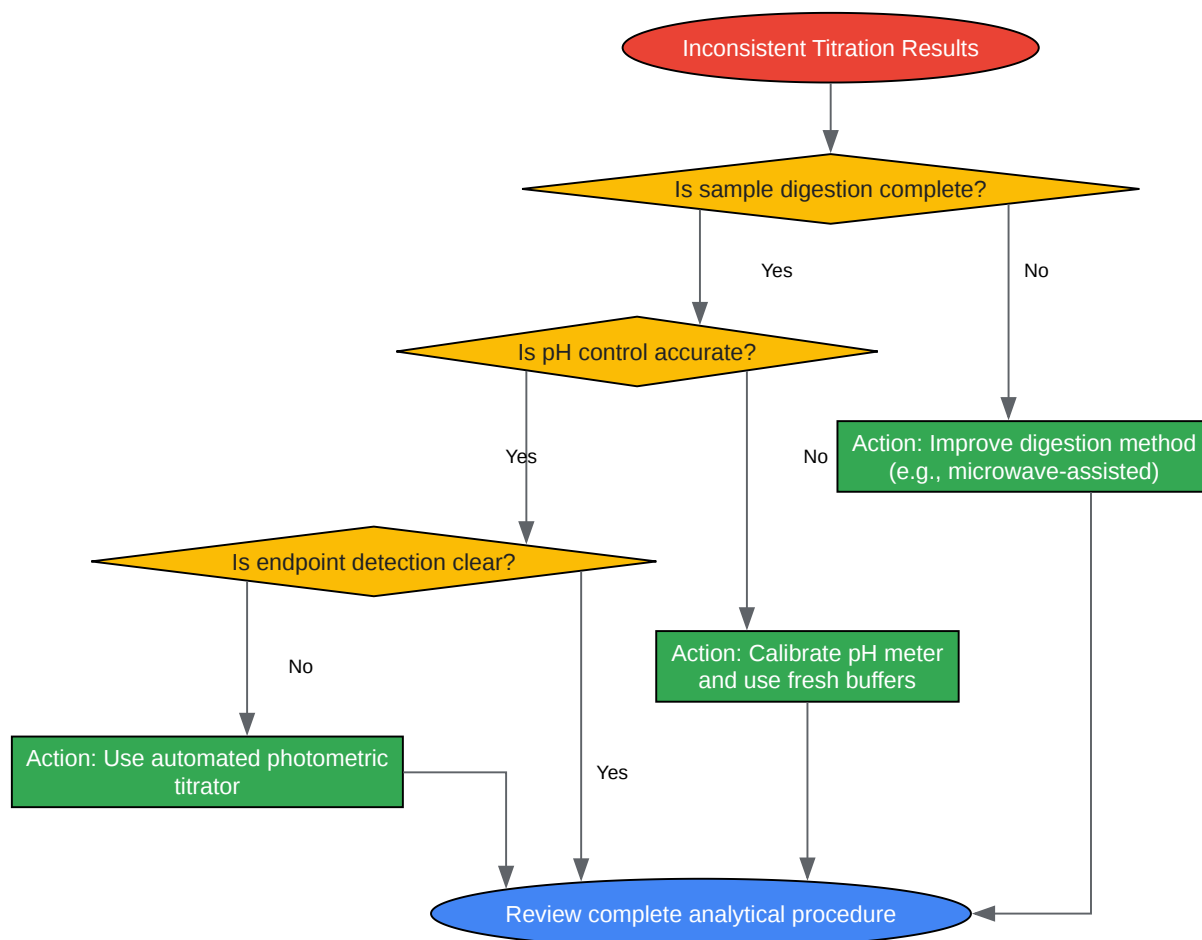 Inconsistent Titration Results
Is sample digestion complete?
Yes
No
Is pH control accurate?
Action: Improve digestion method
(e.g., microwave-assisted)
Yes
No
Is endpoint detection clear?
Action: Calibrate pH meter
and use fresh buffers
No
Action: Use automated photometric
titrator
Yes
Review complete analytical procedure